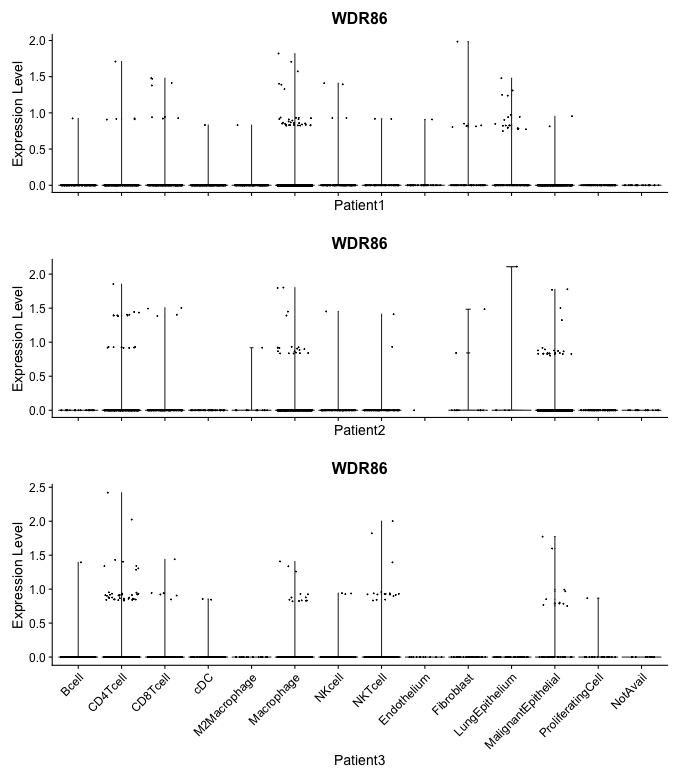 WDR86
Expression Level
2.0
1.5
1.0
0.5
0.0
Patient1
WDR86
Expression Level
2.0
1.5
1.0
0.5
0.0
Patient2
WDR86
Expression Level
2.5
2.0
1.5
1.0
0.5
0.0
Bcell
CD4Tcell
CD8Tcell
cDC
M2Macrophage
Macrophage
NKcell
NKTcell
Endothelium
Fibroblast
LungEpithelium
MalignantEpithelial
ProliferatingCell
NotAvail
Patient3